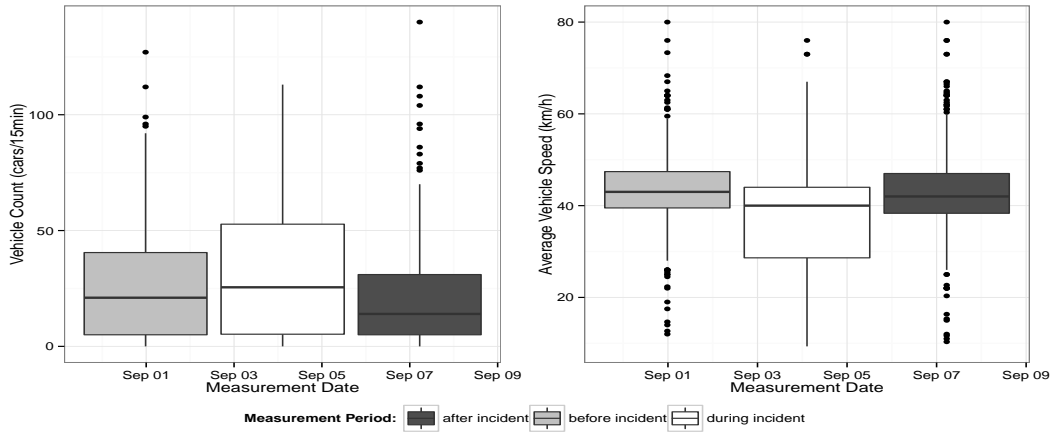 Vehicle Count (cars/15min)
100
50
0
Sep 01 Sep 03 Sep 05 Sep 07 Sep 09
Measurement Date
Average Vehicle Speed (km/h)
80
60
40
20
Sep 01 Sep 03 Sep 05 Sep 07 Sep 09
Measurement Date
Measurement Period: after incident before incident during incident